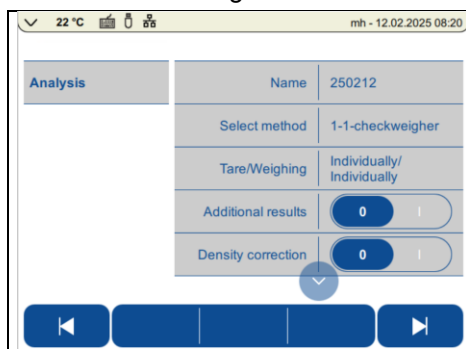 22 °C mh - 12.02.2025 08:20
Analysis
Name 250212
Select method 1-1-checkweigher
Tare/Weighing Individually/
Individually
Additional results 0 I
Density correction 0 I